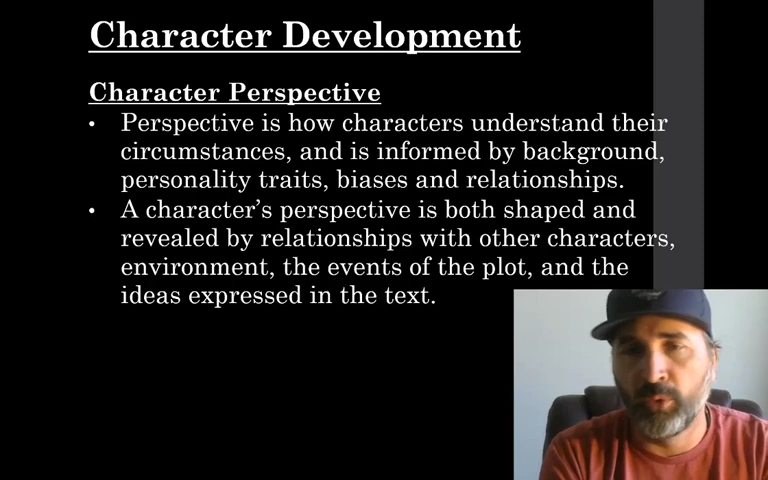 Character Development
Character Perspective
• Perspective is how characters understand their
circumstances, and is informed by background,
personality traits, biases and relationships.
• A character’s perspective is both shaped and
revealed by relationships with other characters,
environment, the events of the plot, and the
ideas expressed in the text.